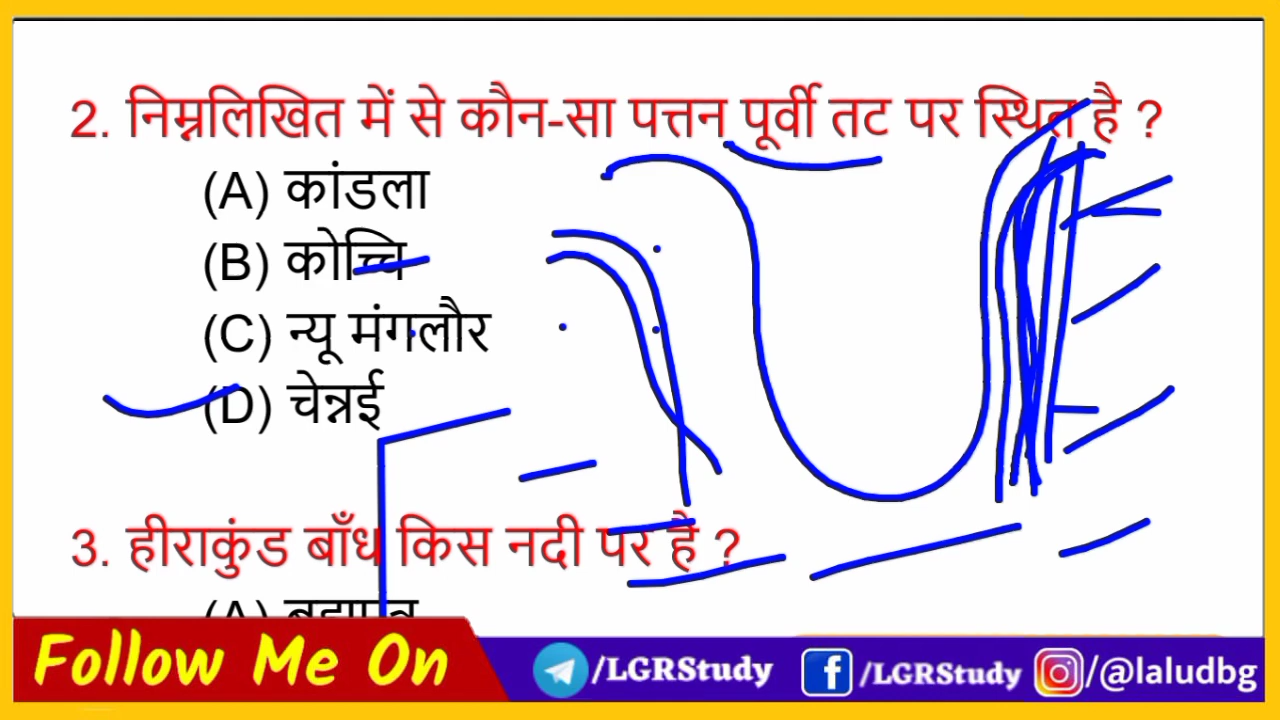 2. निम्नलिखित में से कौन-सा पत्तन पूर्वी तट पर स्थित है ?
(A) कांडला
(B) कोच्चि
(C) न्यू मंगलौर
(D) चेन्नई
3. हीराकुंड बाँध किस नदी पर है ?
(A)
Follow Me On
/LGRStudy
/LGRStudy
/@laludbg